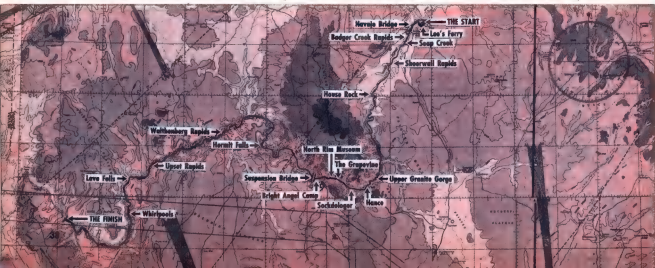 Navajo Bridge
THE START
Lee's Ferry
Badger Creek Rapids
Soap Creek
Sheerwall Rapids
House Rock
Walthenberg Rapids
Hermit Falls
North Rim Museum
The Grapevine
Upset Rapids
Lava Falls
Suspension Bridge
Upper Granite Gorge
Bright Angel Camp
Sockdologer
Hance
THE FINISH
Whirlpools